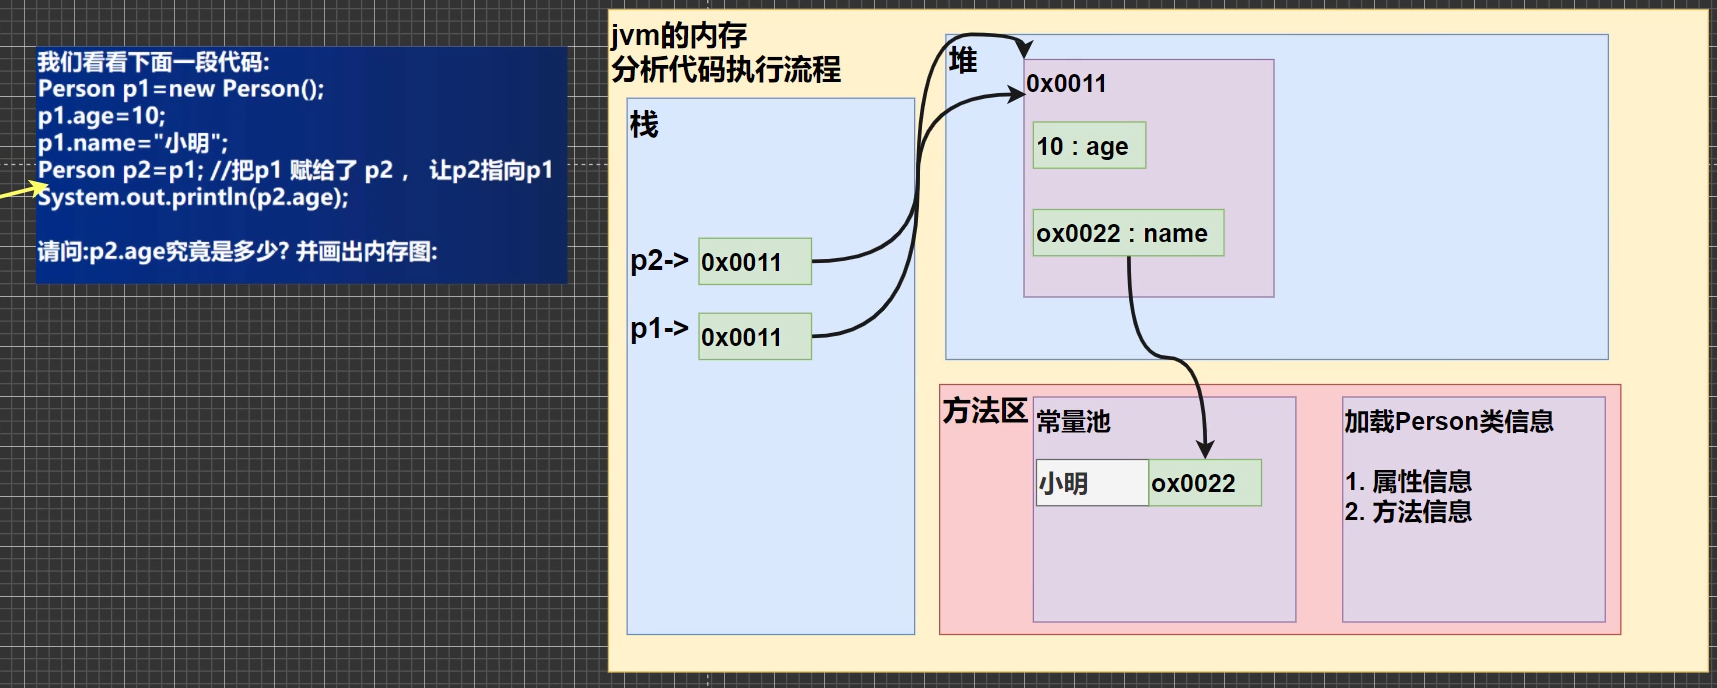 我们看看下面一段代码:
Person p1=new Person();
p1.age=10;
p1.name="小明";
Person p2=p1; //把p1 赋给了 p2 ， 让p2指向p1
System.out.println(p2.age);
请问:p2.age究竟是多少? 并画出内存图:
jvm的内存
分析代码执行流程
栈
p2-> 0x0011
p1-> 0x0011
堆
0x0011
10 : age
ox0022 : name
方法区
常量池
小明 ox0022
加载Person类信息
1. 属性信息
2. 方法信息